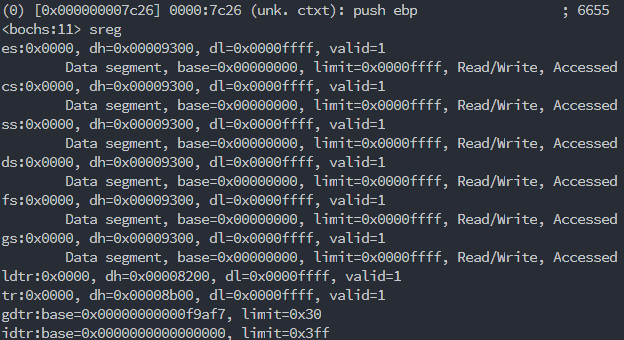 (0) [0x000000007c26] 0000:7c26 (unk. ctxt): push ebp                  ; 6655
<bochs:11> sreg
es:0x0000, dh=0x00009300, dl=0x0000ffff, valid=1
        Data segment, base=0x00000000, limit=0x0000ffff, Read/Write, Accessed
cs:0x0000, dh=0x00009300, dl=0x0000ffff, valid=1
        Data segment, base=0x00000000, limit=0x0000ffff, Read/Write, Accessed
ss:0x0000, dh=0x00009300, dl=0x0000ffff, valid=1
        Data segment, base=0x00000000, limit=0x0000ffff, Read/Write, Accessed
ds:0x0000, dh=0x00009300, dl=0x0000ffff, valid=1
        Data segment, base=0x00000000, limit=0x0000ffff, Read/Write, Accessed
fs:0x0000, dh=0x00009300, dl=0x0000ffff, valid=1
        Data segment, base=0x00000000, limit=0x0000ffff, Read/Write, Accessed
gs:0x0000, dh=0x00009300, dl=0x0000ffff, valid=1
        Data segment, base=0x00000000, limit=0x0000ffff, Read/Write, Accessed
ldtr:0x0000, dh=0x00008200, dl=0x0000ffff, valid=1
tr:0x0000, dh=0x00008b00, dl=0x0000ffff, valid=1
gdtr:base=0x00000000000f9af7, limit=0x30
idtr:base=0x0000000000000000, limit=0x3ff